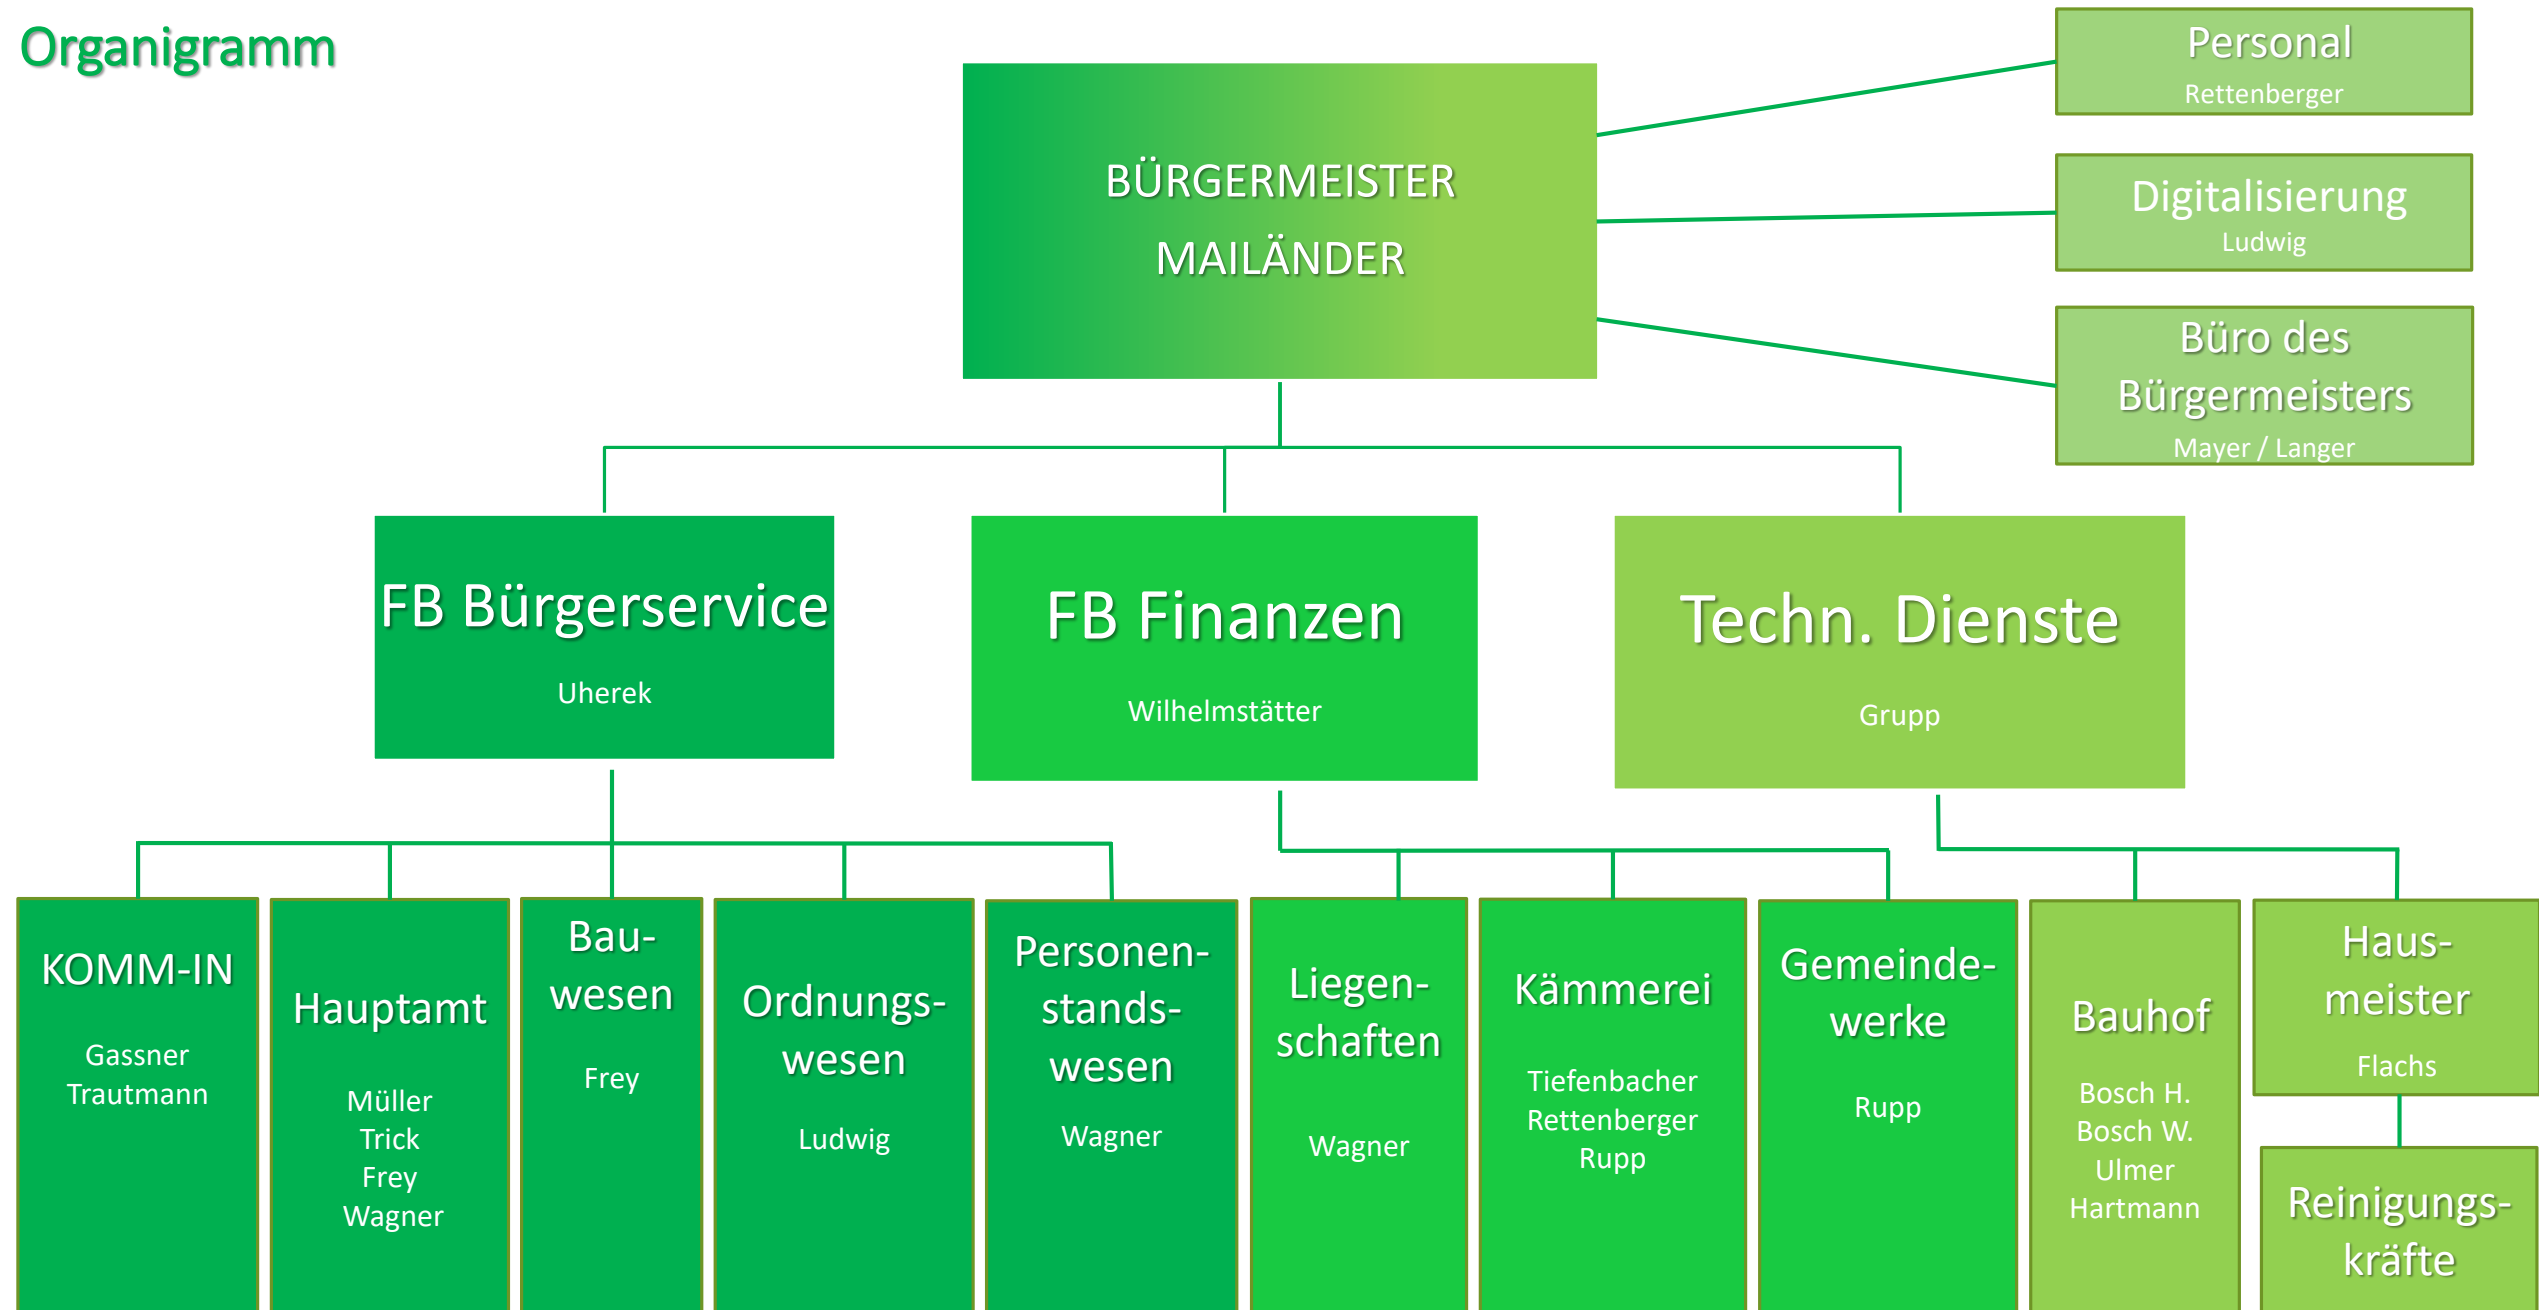 Organigramm
BÜRGERMEISTER
MAILÄNDER
Personal
Rettenberger
Digitalisierung
Ludwig
Büro des
Bürgermeisters
Mayer / Langer
FB Bürgerservice
Uherek
FB Finanzen
Wilhelmstätter
Techn. Dienste
Grupp
KOMM-IN
Gassner
Trautmann
Hauptamt
Müller
Trick
Frey
Wagner
Bau-
wesen
Frey
Ordnungs-
wesen
Ludwig
Personen-
stands-
wesen
Wagner
Liegen-
schaften
Wagner
Kämmerei
Tiefenbacher
Rettenberger
Rupp
Gemeinde-
werke
Rupp
Bauhof
Bosch H.
Bosch W.
Ulmer
Hartmann
Haus-
meister
Flachs
Reinigungs-
kräfte